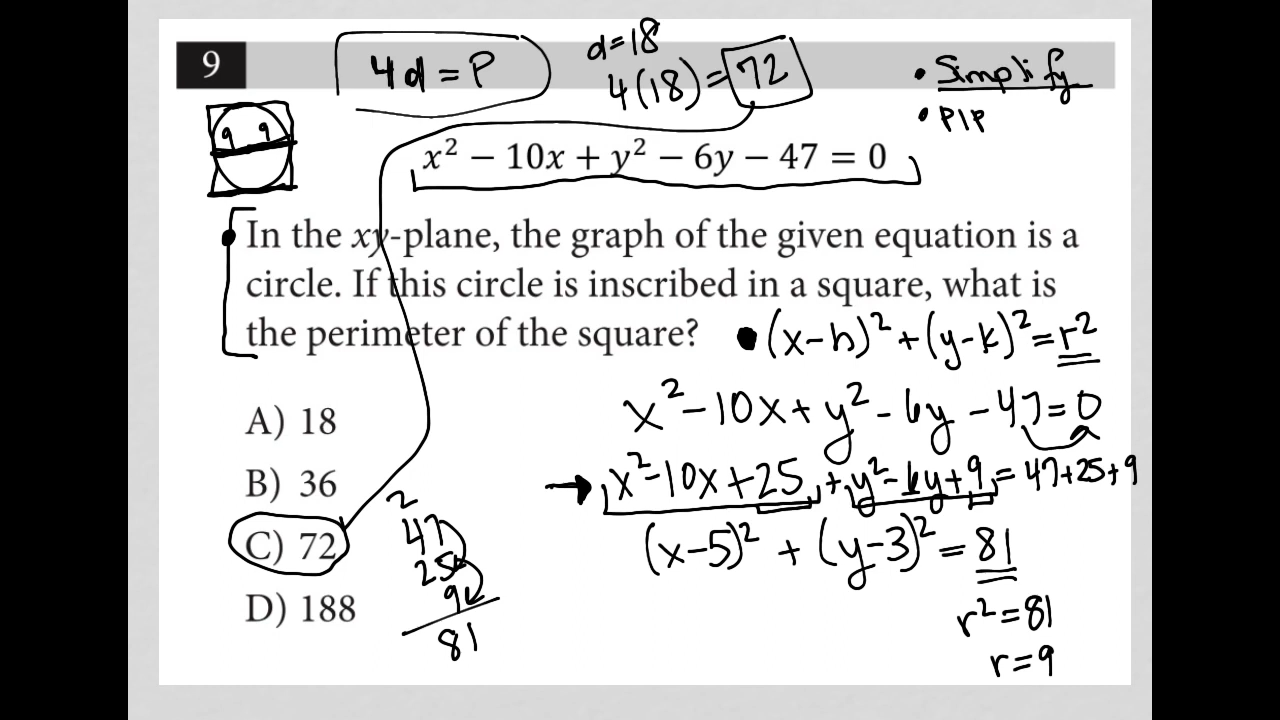 9
4d = P
d=18
4(18)=72
• Simplify
• PIP
9 9
x² − 10x + y² − 6y − 47 = 0
In the xy-plane, the graph of the given equation is a
circle. If this circle is inscribed in a square, what is
the perimeter of the square?
(x-h)² + (y-k)² = r²
x² - 10x + y² - 6y - 47 = 0
x² - 10x + 25 + y² - 6y + 9 = 47+25+9
(x-5)² + (y-3)² = 81
r² = 81
r = 9
A) 18
B) 36
C) 72
D) 188
2
47
25
9
81